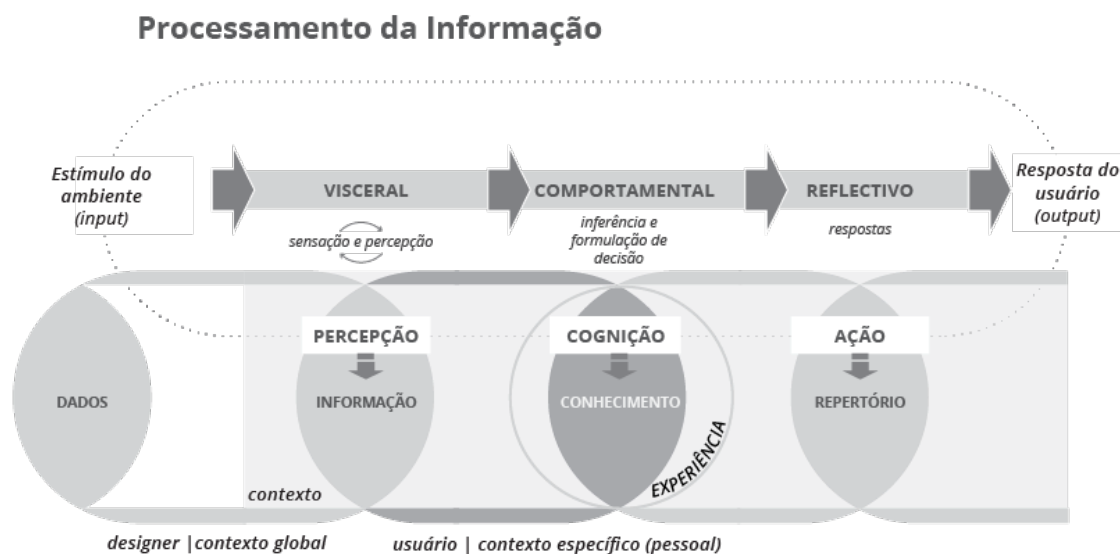 Processamento da Informação
Estímulo do
ambiente
(input)
VISCERAL
sensação e percepção
COMPORTAMENTAL
inferência e
formulação de
decisão
REFLECTIVO
respostas
Resposta do
usuário
(output)
PERCEPÇÃO
COGNIÇÃO
AÇÃO
DADOS
INFORMAÇÃO
CONHECIMENTO
REPERTÓRIO
EXPERIÊNCIA
contexto
designer |contexto global
usuário | contexto específico (pessoal)